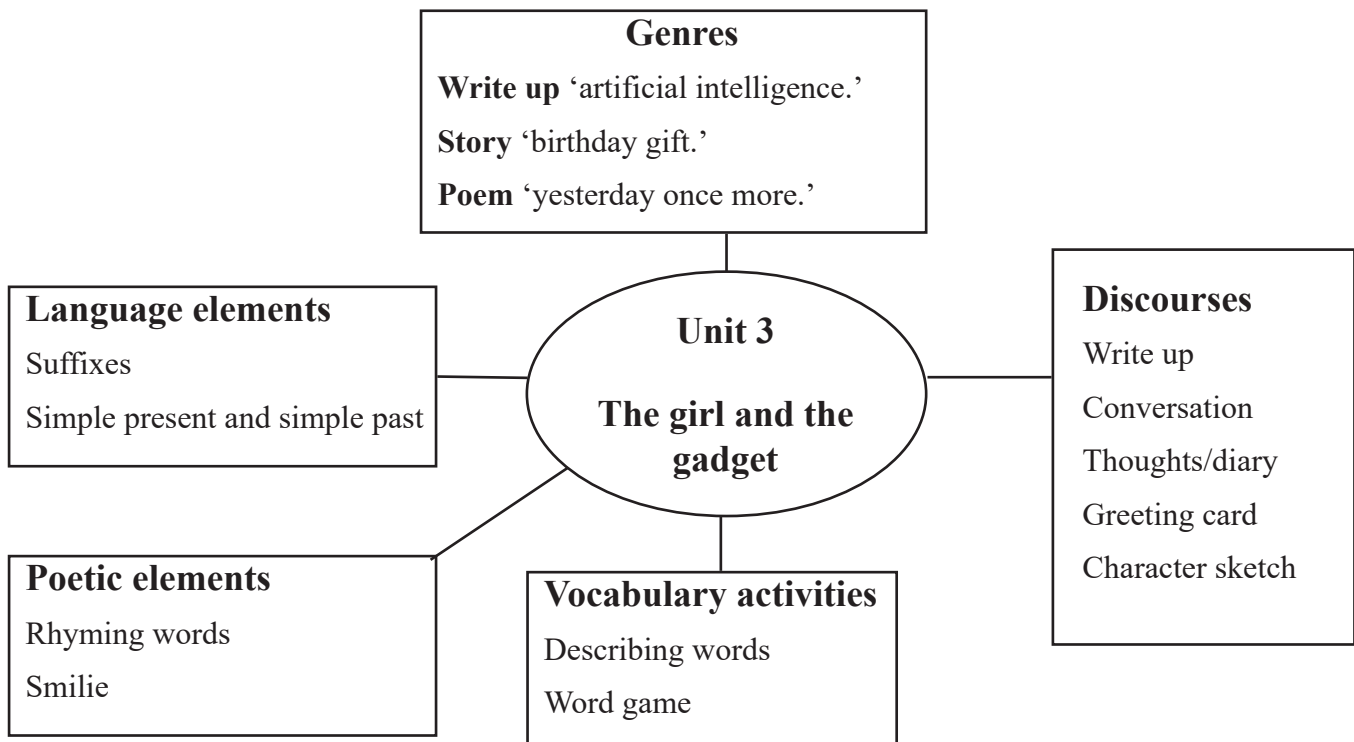 Genres
Write up ‘artificial intelligence.’
Story ‘birthday gift.’
Poem ‘yesterday once more.’
Language elements
Suffixes
Simple present and simple past
Unit 3
The girl and the
gadget
Discourses
Write up
Conversation
Thoughts/diary
Greeting card
Character sketch
Poetic elements
Rhyming words
Smilie
Vocabulary activities
Describing words
Word game